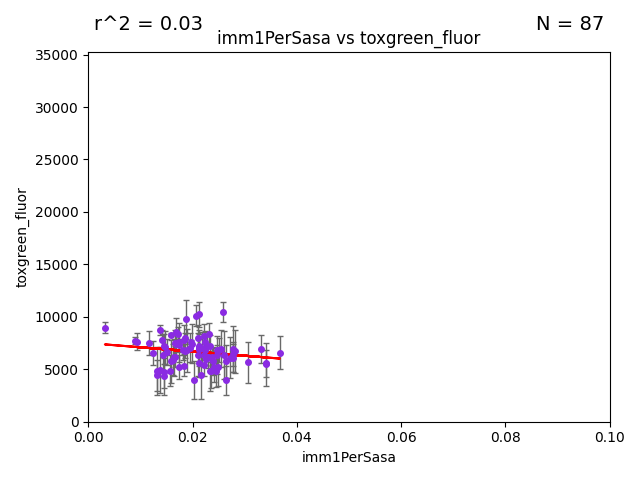 r^2 = 0.03
N = 87
imm1PerSasa vs toxgreen_fluor
35000
30000
25000
20000
15000
10000
5000
0
toxgreen_fluor
0.00 0.02 0.04 0.06 0.08 0.10
imm1PerSasa